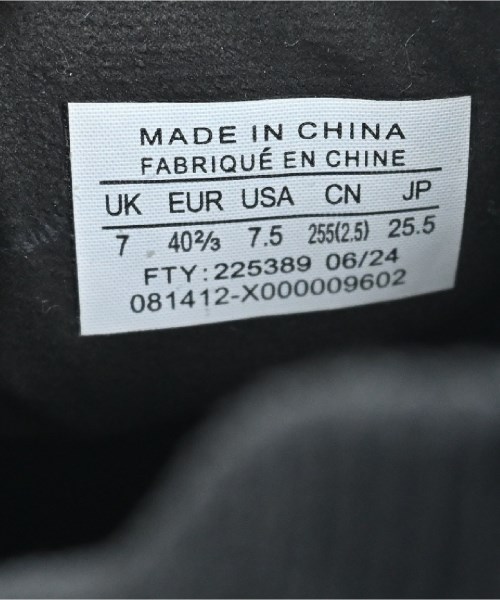 MADE IN CHINA
FABRIQUÉ EN CHINE
UK EUR USA CN JP
7 40⅔ 7.5 255(2.5) 25.5
FTY: 225389 06/24
081412-X000009602